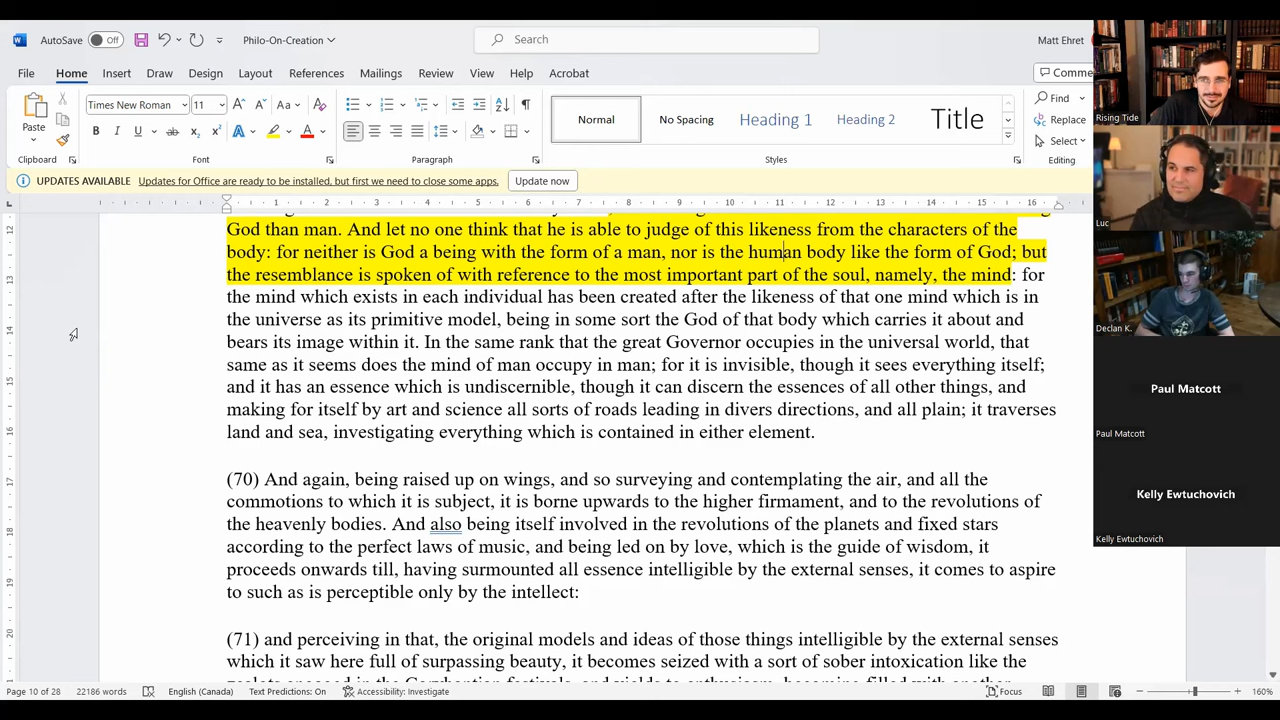 AutoSave Off Philo-On-Creation Search Matt Ehret
File Home Insert Draw Design Layout References Mailings Review View Help Acrobat Comme
Times New Roman 11 Normal No Spacing Heading 1 Heading 2 Title Find
Paste Replace
Select
Clipboard Font Paragraph Styles Editing
UPDATES AVAILABLE Updates for Office are ready to be installed, but first we need to close some apps. Update now
God than man. And let no one think that he is able to judge of this likeness from the characters of the
body: for neither is God a being with the form of a man, nor is the human body like the form of God; but
the resemblance is spoken of with reference to the most important part of the soul, namely, the mind: for
the mind which exists in each individual has been created after the likeness of that one mind which is in
the universe as its primitive model, being in some sort the God of that body which carries it about and
bears its image within it. In the same rank that the great Governor occupies in the universal world, that
same as it seems does the mind of man occupy in man; for it is invisible, though it sees everything itself;
and it has an essence which is undiscernible, though it can discern the essences of all other things, and
making for itself by art and science all sorts of roads leading in divers directions, and all plain; it traverses
land and sea, investigating everything which is contained in either element.
(70) And again, being raised up on wings, and so surveying and contemplating the air, and all the
commotions to which it is subject, it is borne upwards to the higher firmament, and to the revolutions of
the heavenly bodies. And also being itself involved in the revolutions of the planets and fixed stars
according to the perfect laws of music, and being led on by love, which is the guide of wisdom, it
proceeds onwards till, having surmounted all essence intelligible by the external senses, it comes to aspire
to such as is perceptible only by the intellect:
(71) and perceiving in that, the original models and ideas of those things intelligible by the external senses
which it saw here full of surpassing beauty, it becomes seized with a sort of sober intoxication like the
Page 10 of 28 22186 words English (Canada) Text Predictions: On Accessibility: Investigate Focus 160%
Rising Tide
Luc
Declan K.
Paul Matcott
Paul Matcott
Kelly Ewtuchovich
Kelly Ewtuchovich